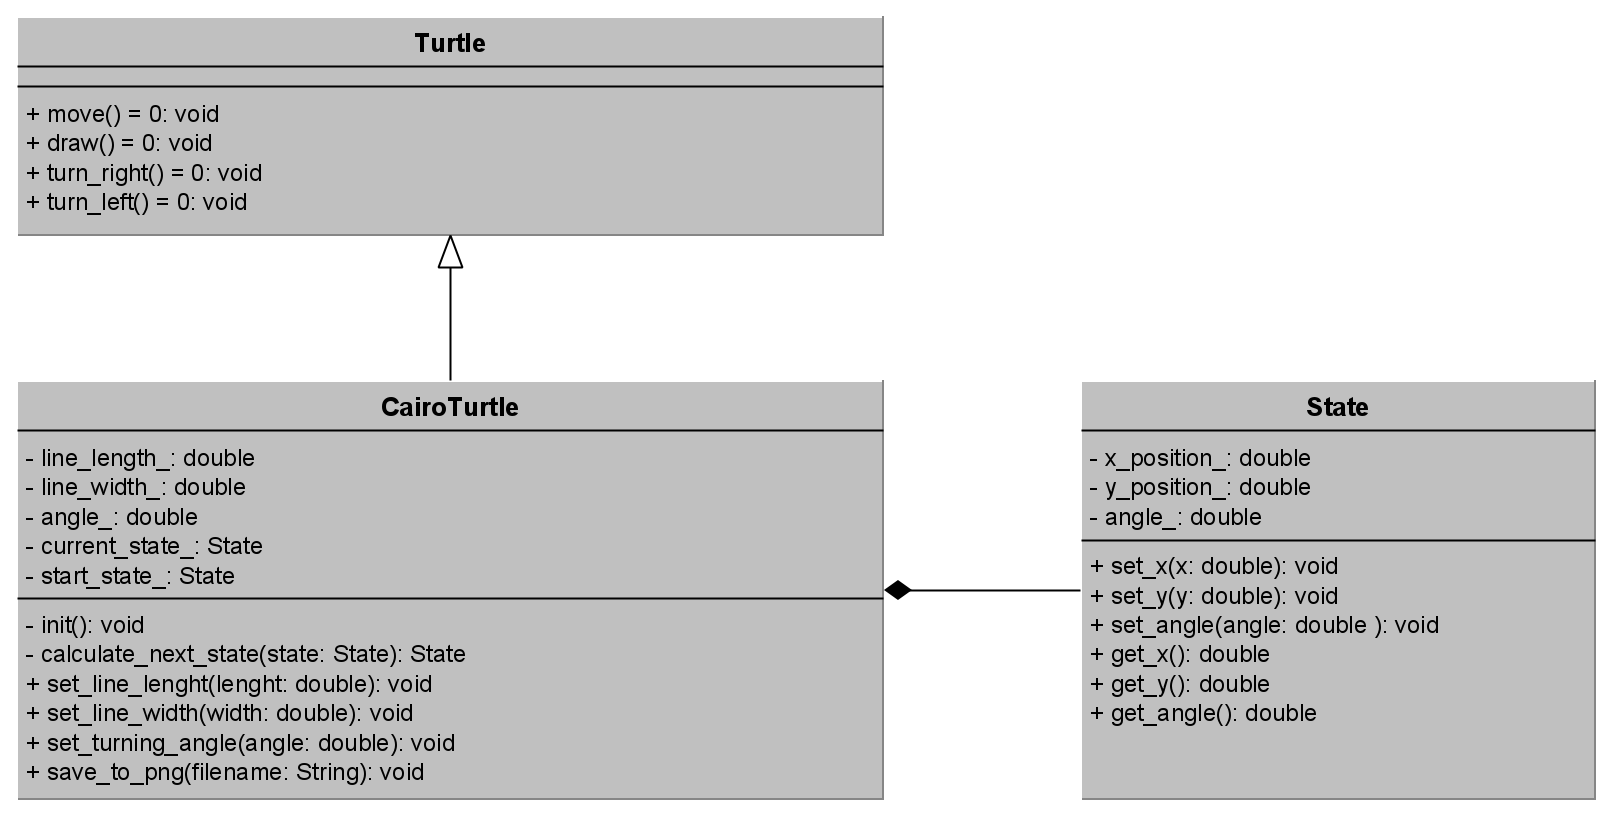 Turtle
+ move() = 0: void
+ draw() = 0: void
+ turn_right() = 0: void
+ turn_left() = 0: void
CairoTurtle
- line_length_: double
- line_width_: double
- angle_: double
- current_state_: State
- start_state_: State
- init(): void
- calculate_next_state(state: State): State
+ set_line_lenght(lenght: double): void
+ set_line_width(width: double): void
+ set_turning_angle(angle: double): void
+ save_to_png(filename: String): void
State
- x_position_: double
- y_position_: double
- angle_: double
+ set_x(x: double): void
+ set_y(y: double): void
+ set_angle(angle: double ): void
+ get_x(): double
+ get_y(): double
+ get_angle(): double